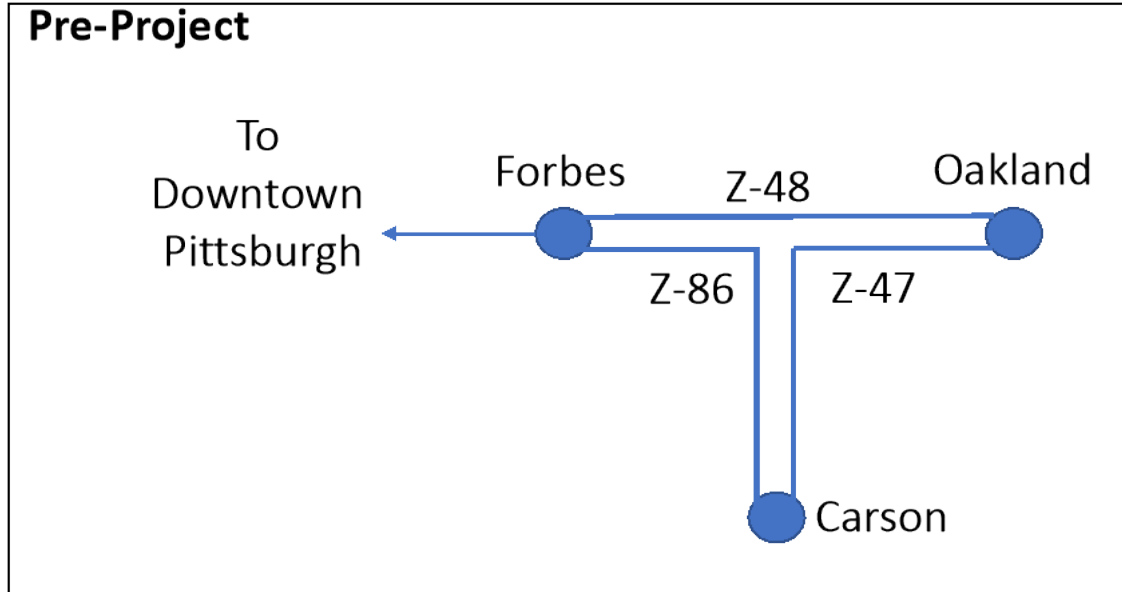 Pre-Project
To
Downtown
Pittsburgh
Forbes
Z-48
Oakland
Z-86
Z-47
Carson